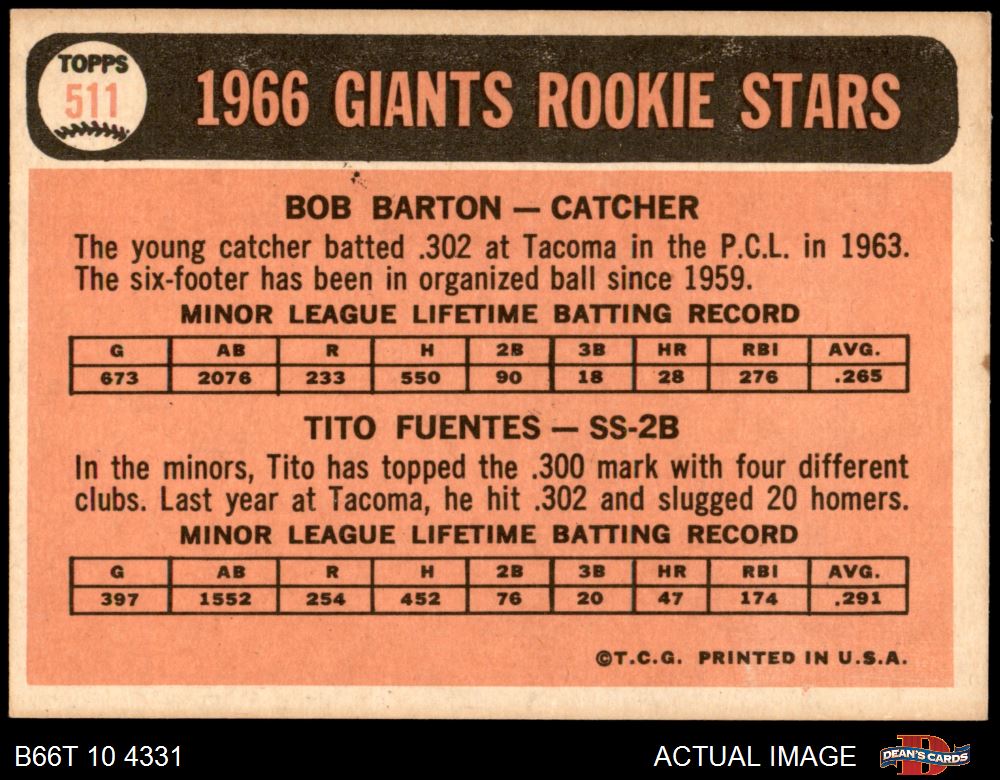 TOPPS
511
1966 GIANTS ROOKIE STARS
BOB BARTON — CATCHER
The young catcher batted .302 at Tacoma in the P.C.L. in 1963.
The six-footer has been in organized ball since 1959.
MINOR LEAGUE LIFETIME BATTING RECORD
G AB R H 2B 3B HR RBI AVG.
673 2076 233 550 90 18 28 276 .265
TITO FUENTES — SS-2B
In the minors, Tito has topped the .300 mark with four different
clubs. Last year at Tacoma, he hit .302 and slugged 20 homers.
MINOR LEAGUE LIFETIME BATTING RECORD
G AB R H 2B 3B HR RBI AVG.
397 1552 254 452 76 20 47 174 .291
©T.C.G. PRINTED IN U.S.A.
B66T 10 4331 ACTUAL IMAGE DEAN'S CARDS